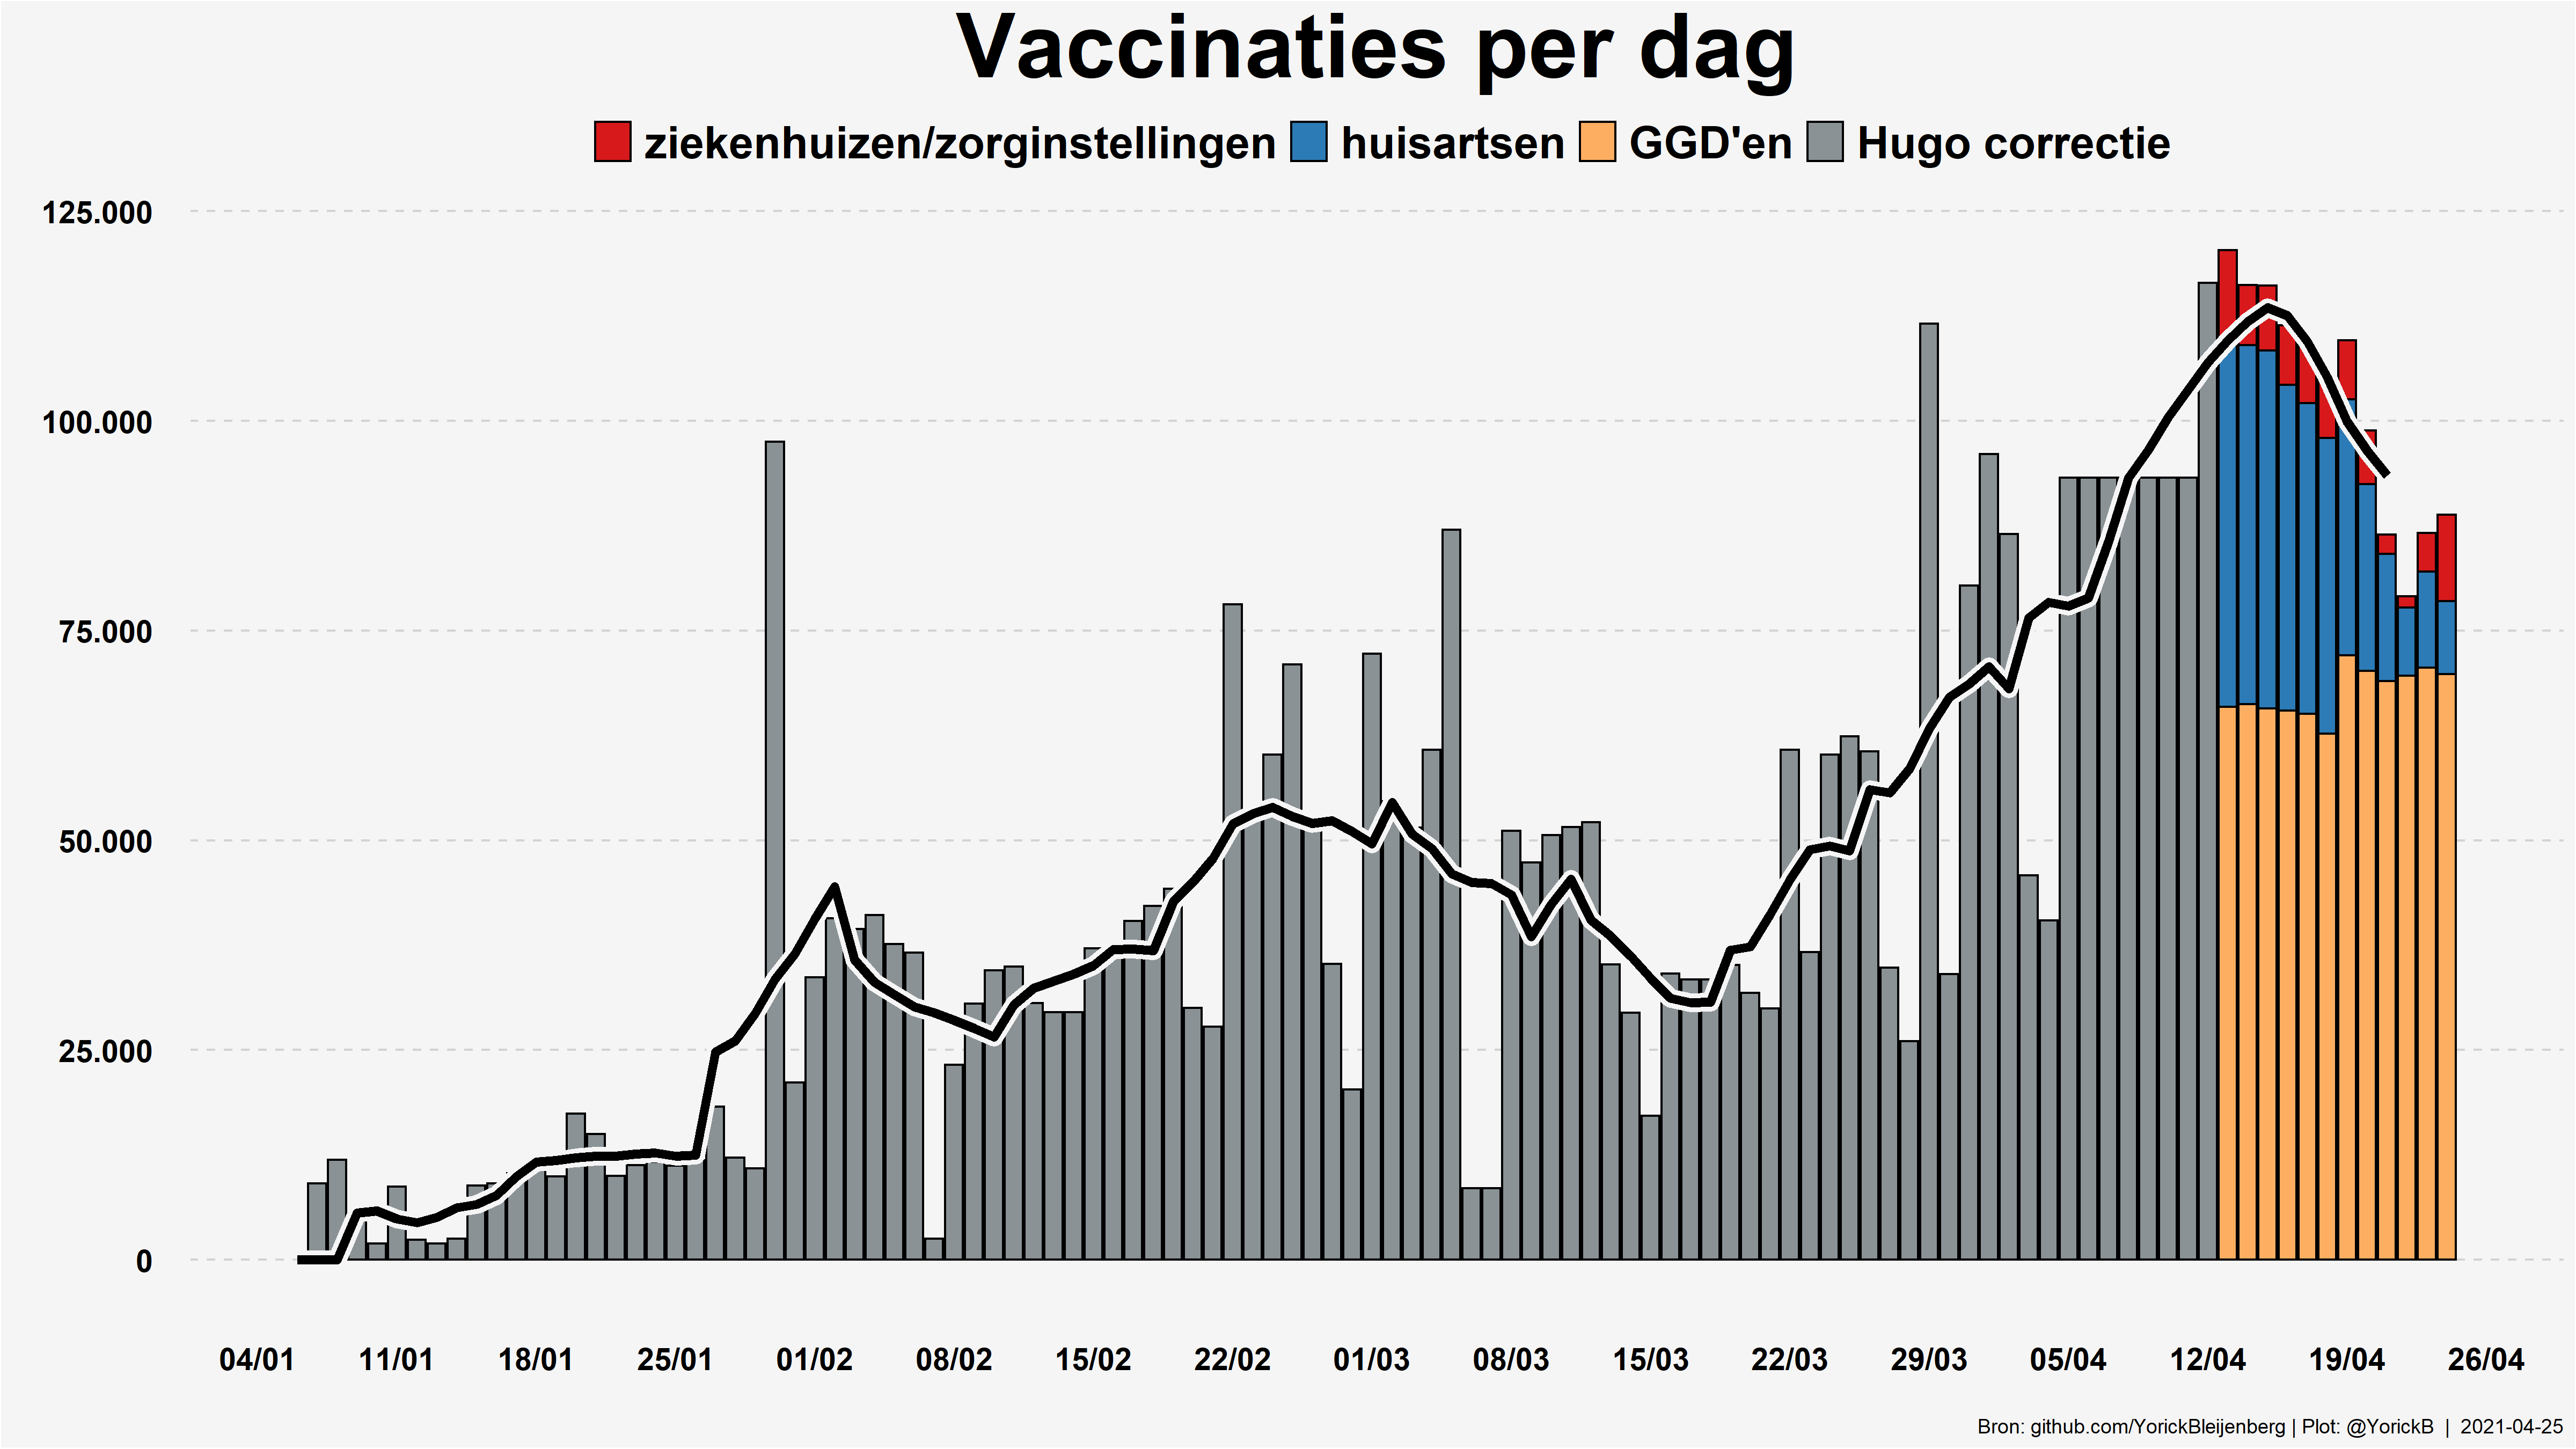 Vaccinaties per dag
ziekenhuizen/zorginstellingen huisartsen GGD'en Hugo correctie
125.000
100.000
75.000
50.000
25.000
0
04/01 11/01 18/01 25/01 01/02 08/02 15/02 22/02 01/03 08/03 15/03 22/03 29/03 05/04 12/04 19/04 26/04
Bron: github.com/YorickBleijenberg | Plot: @YorickB | 2021-04-25